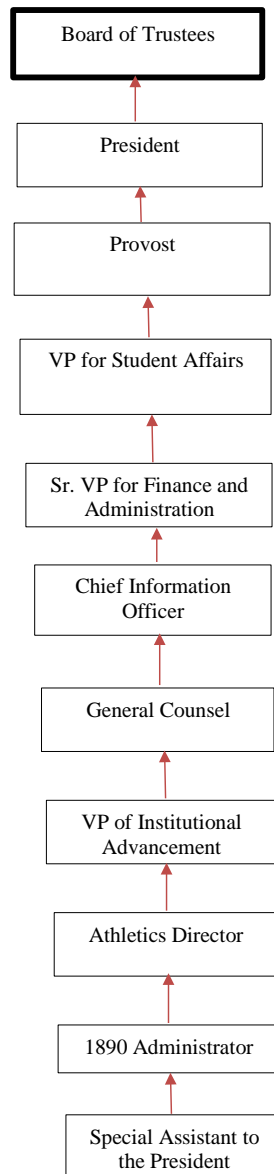 Board of Trustees
President
Provost
VP for Student Affairs
Sr. VP for Finance and
Administration
Chief Information
Officer
General Counsel
VP of Institutional
Advancement
Athletics Director
1890 Administrator
Special Assistant to
the President